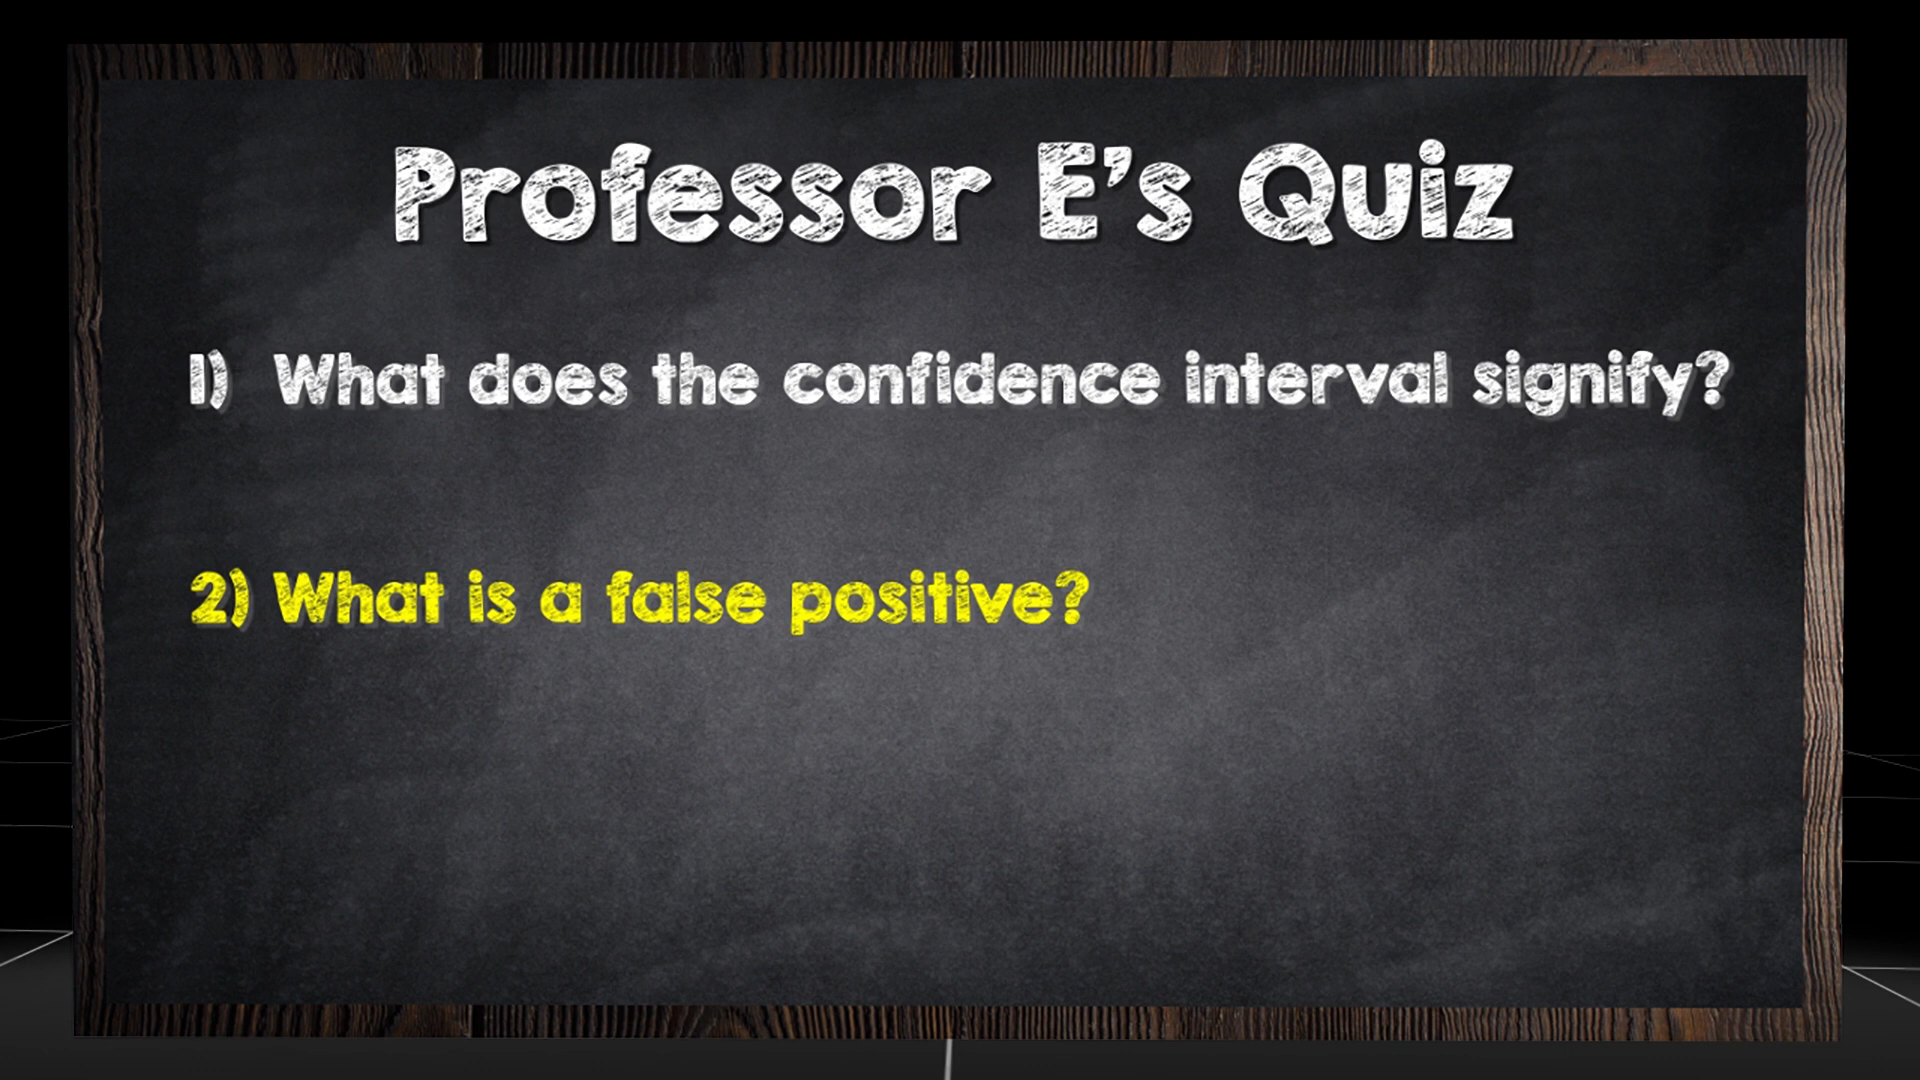 Professor E's Quiz
1) What does the confidence interval signify?
2) What is a false positive?